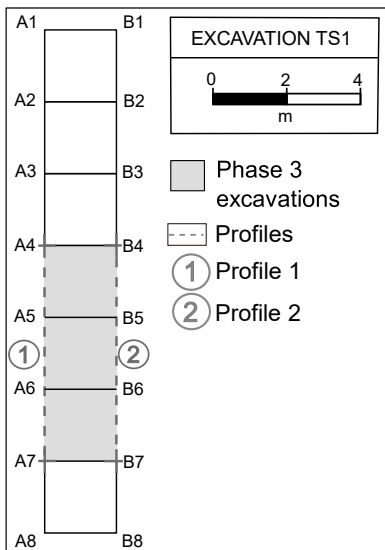 A1 B1
EXCAVATION TS1
0 2 4
m
A2 B2
A3 B3
Phase 3
excavations
Profiles
A4 B4
1 Profile 1
2 Profile 2
A5 B5
1 2
A6 B6
A7 B7
A8 B8